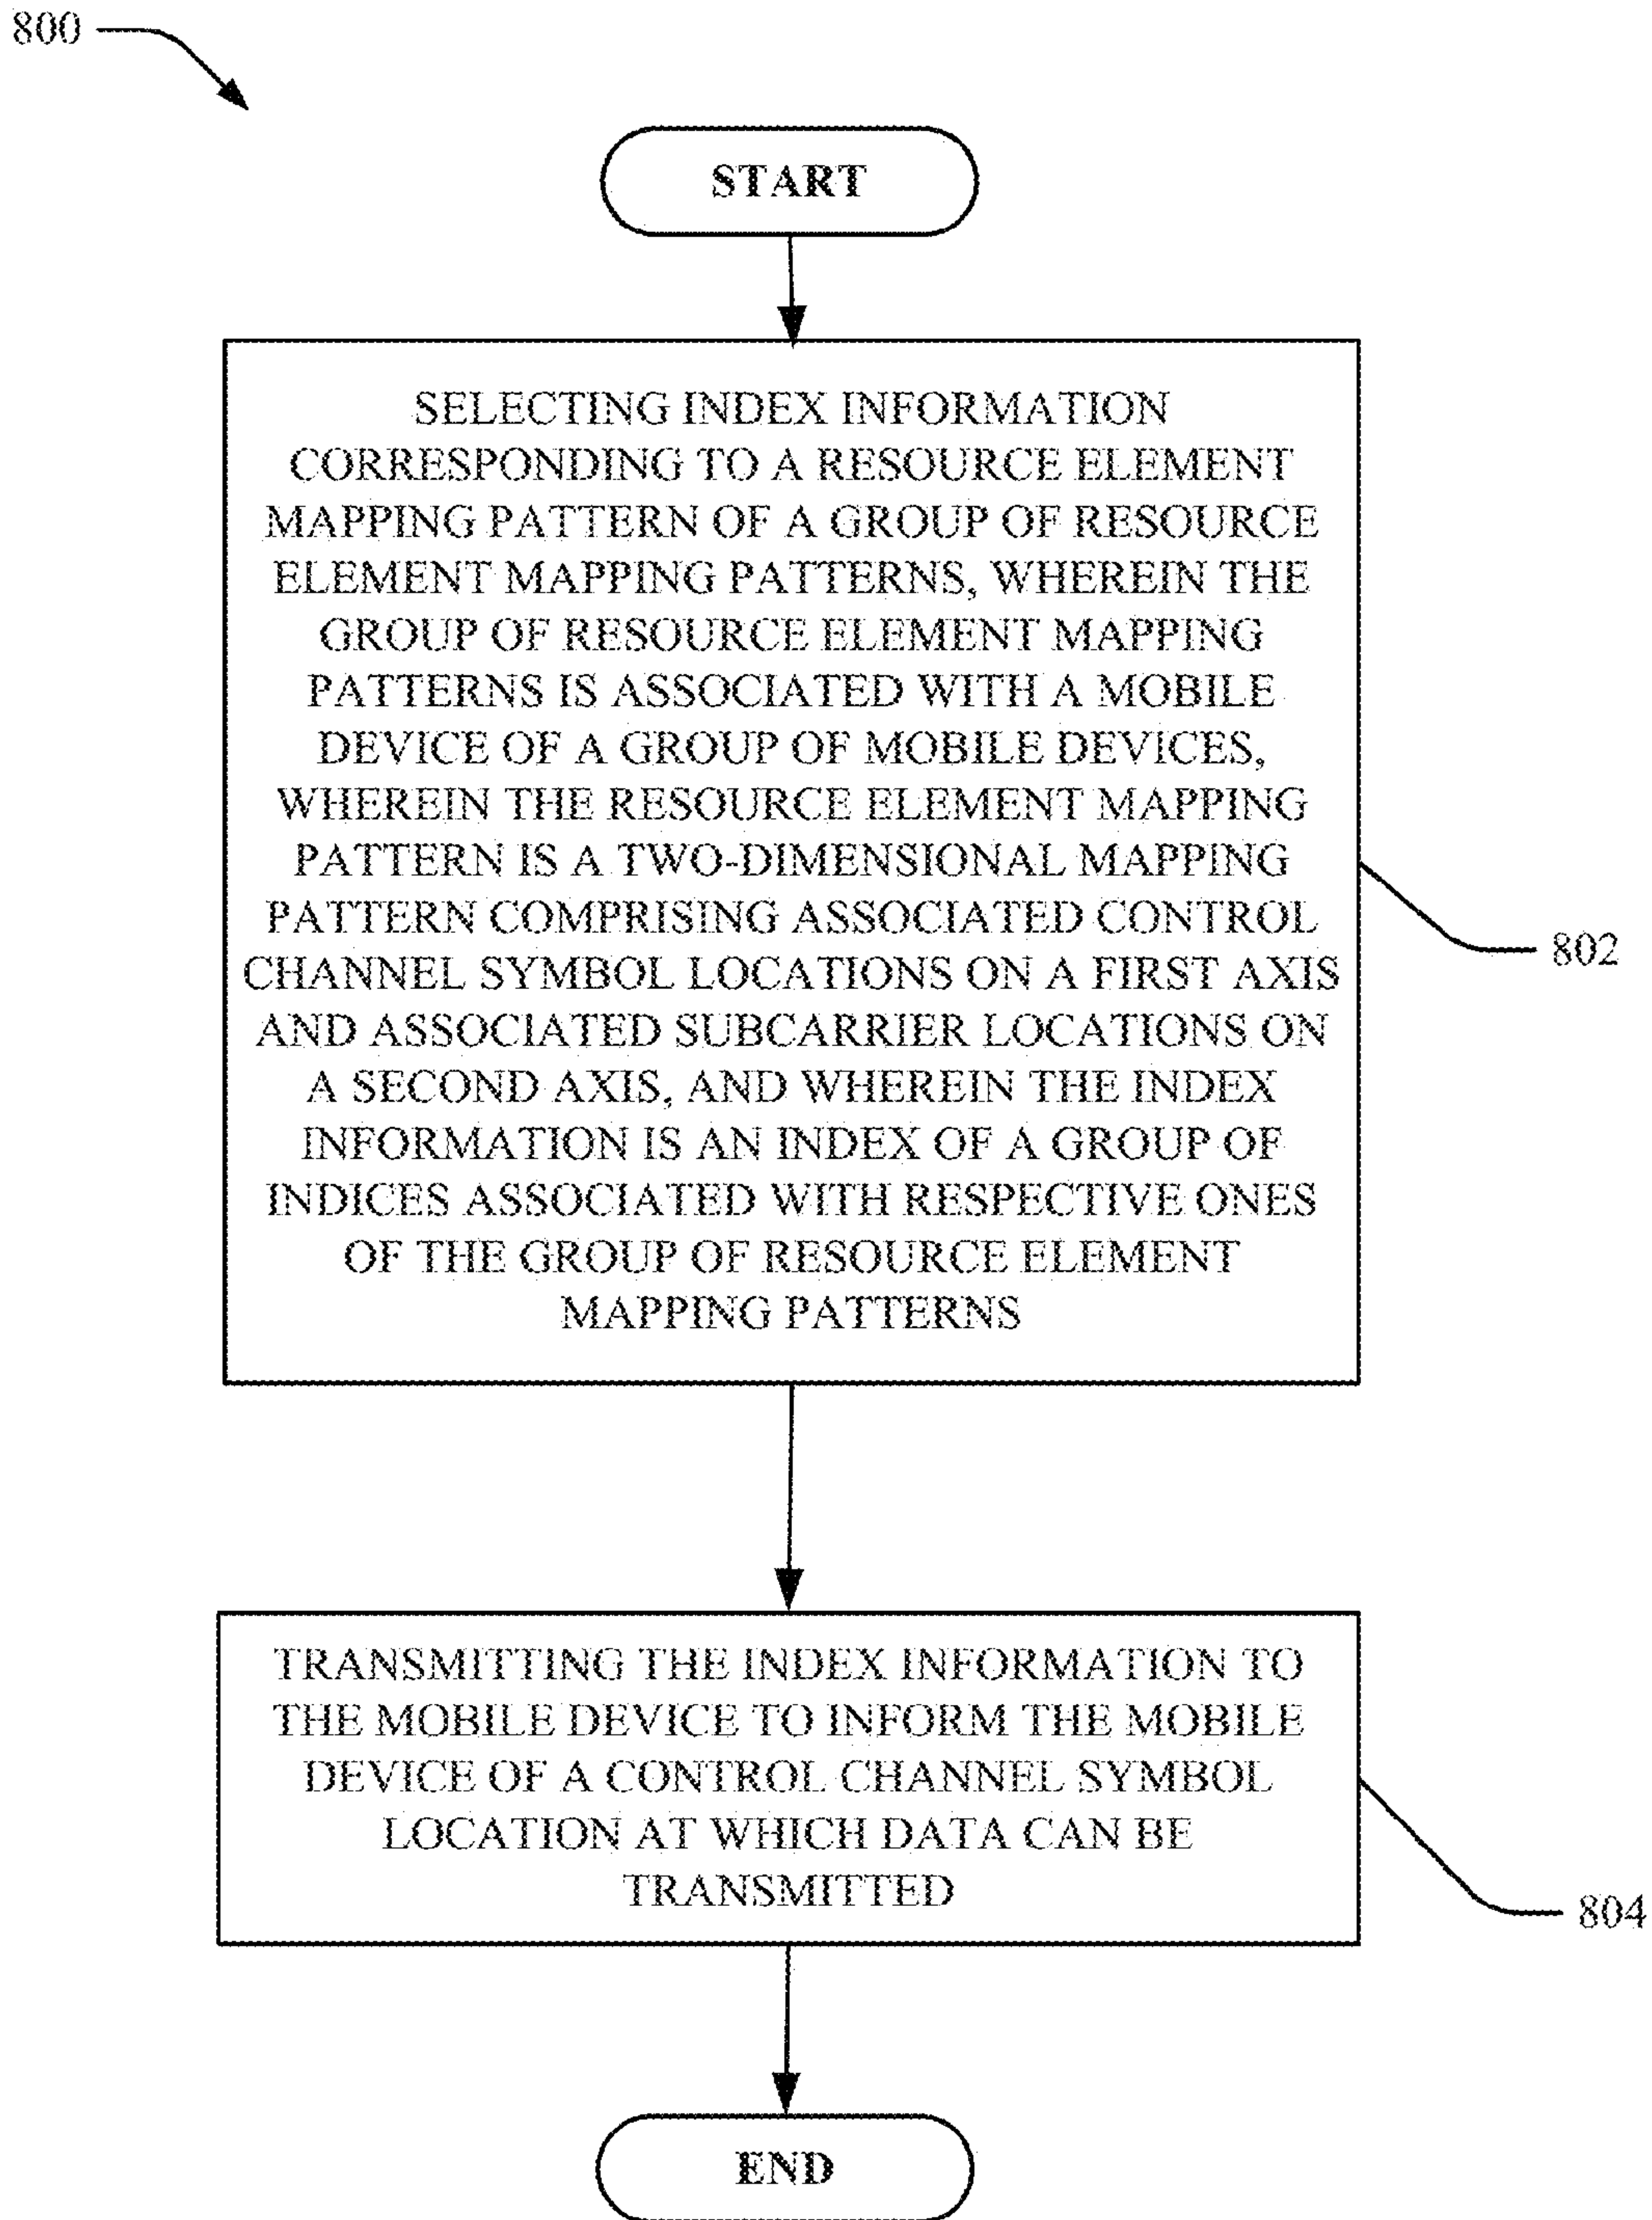 800
START
SELECTING INDEX INFORMATION
CORRESPONDING TO A RESOURCE ELEMENT
MAPPING PATTERN OF A GROUP OF RESOURCE
ELEMENT MAPPING PATTERNS, WHEREIN THE
GROUP OF RESOURCE ELEMENT MAPPING
PATTERNS IS ASSOCIATED WITH A MOBILE
DEVICE OF A GROUP OF MOBILE DEVICES,
WHEREIN THE RESOURCE ELEMENT MAPPING
PATTERN IS A TWO-DIMENSIONAL MAPPING
PATTERN COMPRISING ASSOCIATED CONTROL
CHANNEL SYMBOL LOCATIONS ON A FIRST AXIS
AND ASSOCIATED SUBCARRIER LOCATIONS ON
A SECOND AXIS, AND WHEREIN THE INDEX
INFORMATION IS AN INDEX OF A GROUP OF
INDICES ASSOCIATED WITH RESPECTIVE ONES
OF THE GROUP OF RESOURCE ELEMENT
MAPPING PATTERNS
802
TRANSMITTING THE INDEX INFORMATION TO
THE MOBILE DEVICE TO INFORM THE MOBILE
DEVICE OF A CONTROL CHANNEL SYMBOL
LOCATION AT WHICH DATA CAN BE
TRANSMITTED
804
END